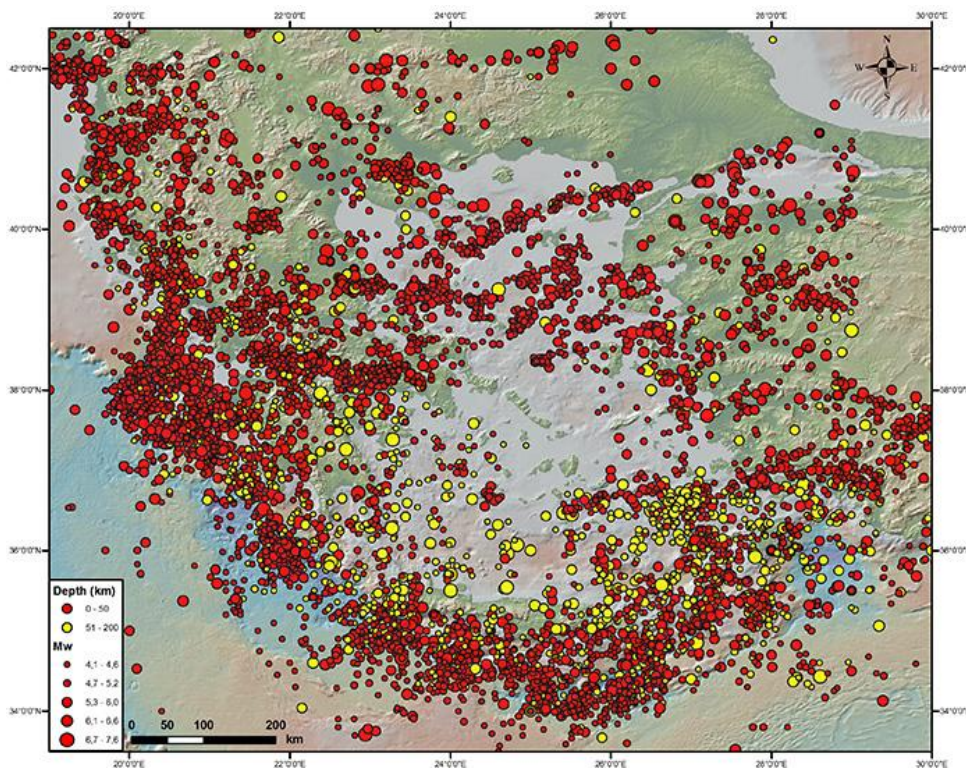 20°0'0"E 22°0'0"E 24°0'0"E 26°0'0"E 28°0'0"E 30°0'0"E
N
W E
S
42°0'0"N 42°0'0"N
40°0'0"N 40°0'0"N
38°0'0"N 38°0'0"N
36°0'0"N 36°0'0"N
34°0'0"N 34°0'0"N
Depth (km)
0 - 50
51 - 200
Mw
4,1 - 4,6
4,7 - 5,2
5,3 - 6,0
6,1 - 6,6
6,7 - 7,6
0 50 100 200
km
20°0'0"E 22°0'0"E 24°0'0"E 26°0'0"E 28°0'0"E 30°0'0"E